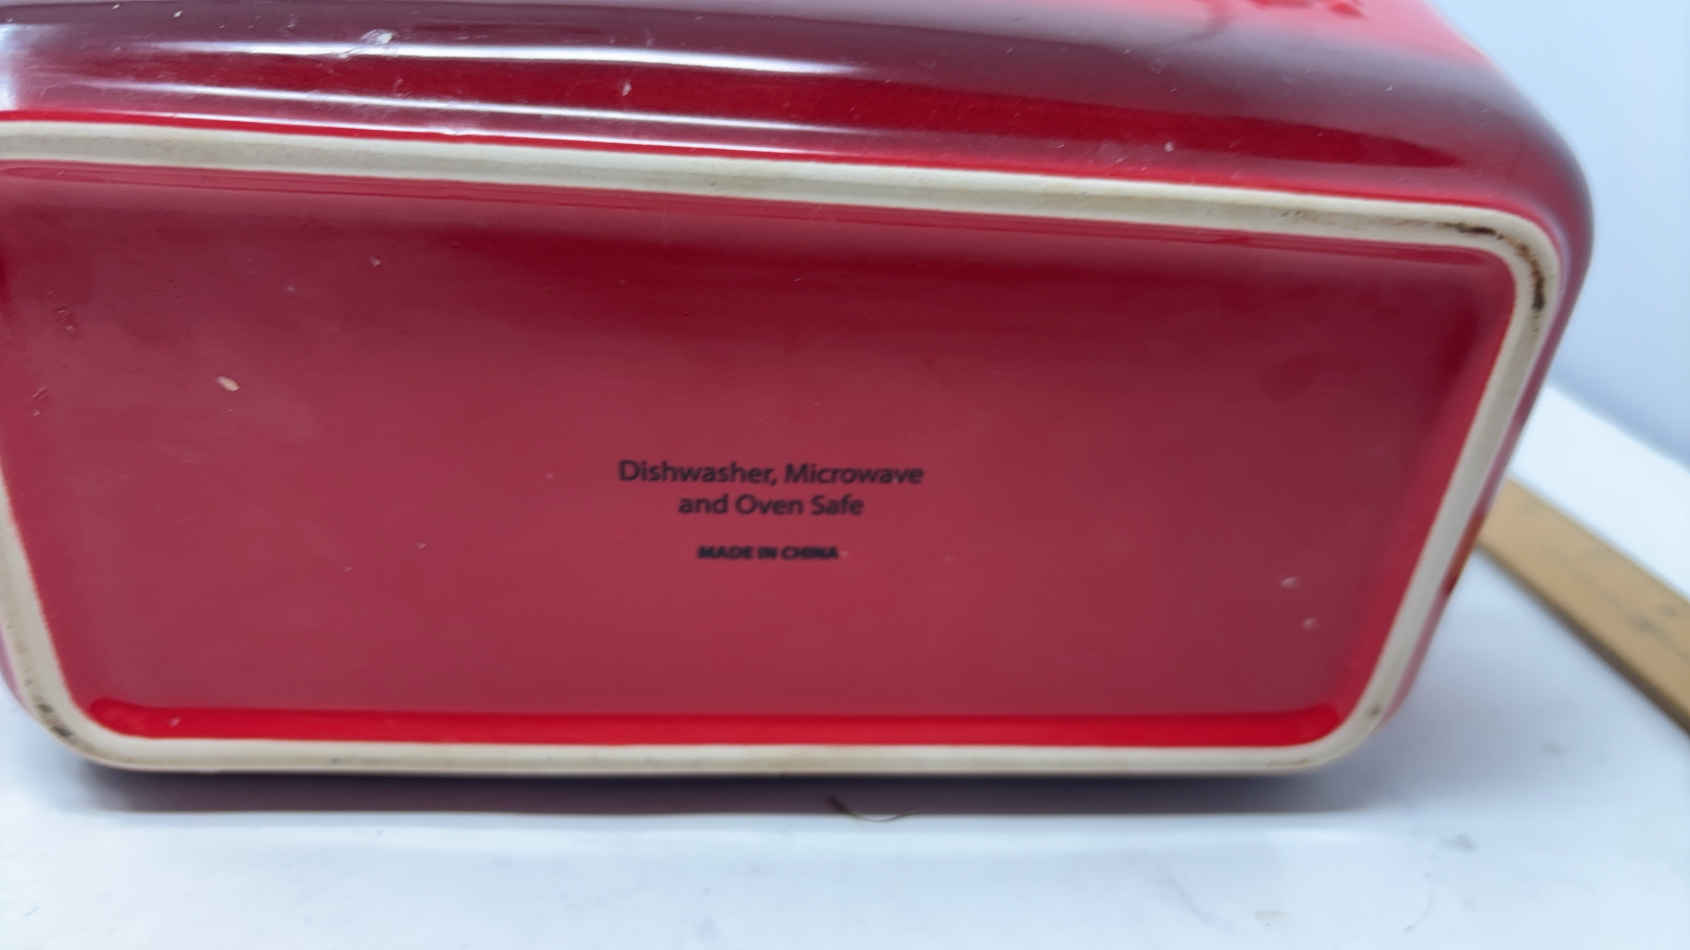 Dishwasher, Microwave
and Oven Safe
MADE IN CHINA